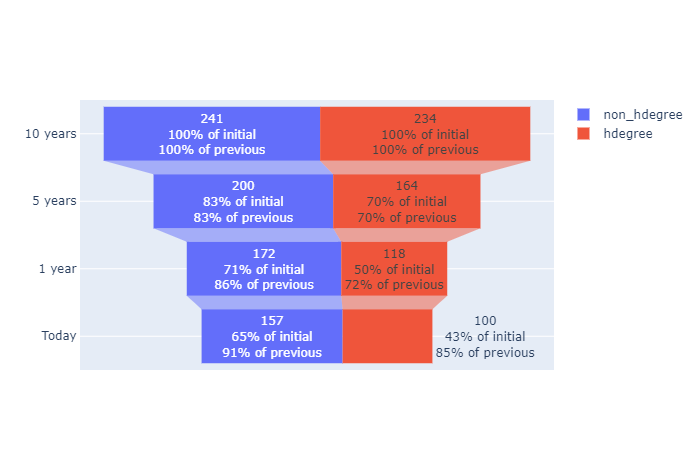 10 years
241
100% of initial
100% of previous
234
100% of initial
100% of previous
non_hdegree
hdegree
5 years
200
83% of initial
83% of previous
164
70% of initial
70% of previous
1 year
172
71% of initial
86% of previous
118
50% of initial
72% of previous
Today
157
65% of initial
91% of previous
100
43% of initial
85% of previous